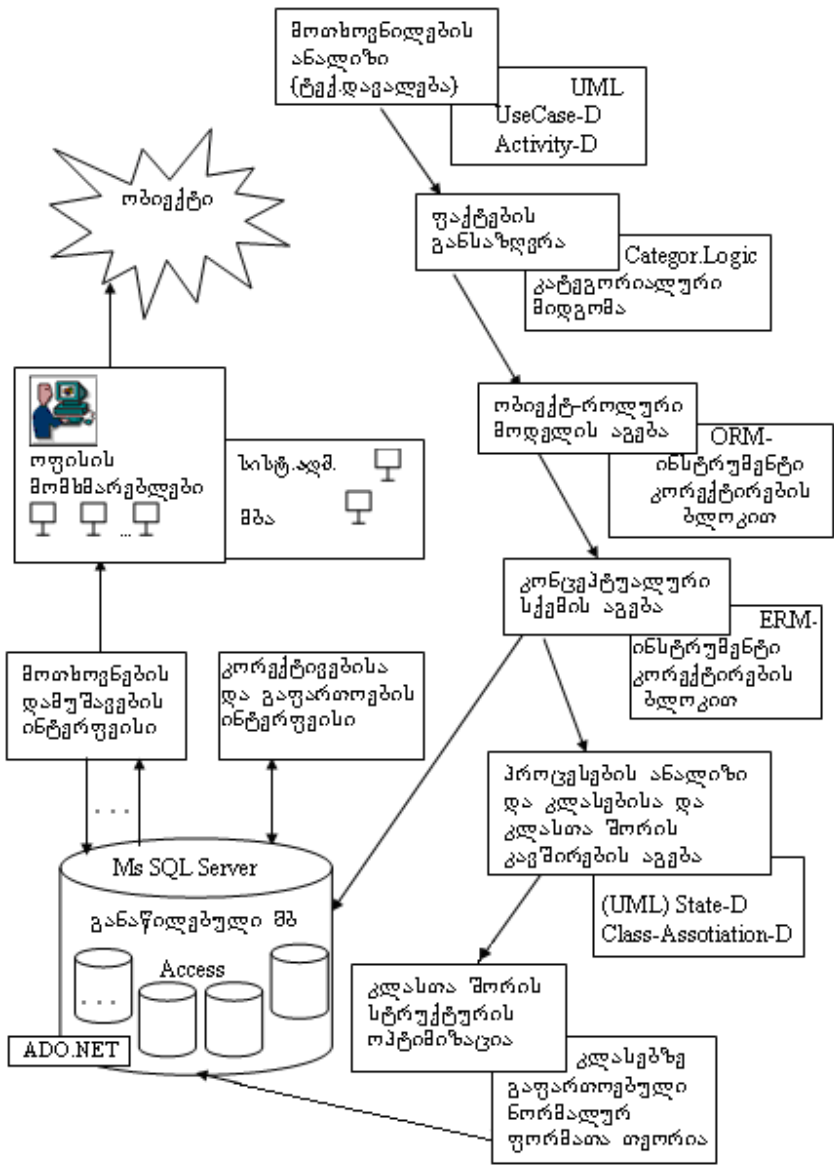 მოთხოვნილების
ანალიზი
{ტექ.დავალება}
UML
UseCase-D
Activity-D
ობიექტი
ფაქტების
განსაზღვრა
Categor.Logic
კატეგორიალური
მიდგომა
ობიექტ-როლური
მოდელის აგება
ORM-
ინსტრუმენტი
კორექტირების
ბლოკით
ოფისის
მომხმარებლები
...
სისტ.ადმ.
მბა
კონცეპტუალური
სქემის აგება
ERM-
ინსტრუმენტი
კორექტირების
ბლოკით
მოთხოვნების
დამუშავების
ინტერფეისი
კორექტივებისა
და გაფართოების
ინტერფეისი
პროცესების ანალიზი
და კლასებისა და
კლასთა შორის
კავშირების აგება
(UML) State-D
Class-Assotiation-D
. . .
Ms SQL Server
განაწილებული მბ
Access
. . .
ADO.NET
კლასთა შორის
სტრუქტურის
ოპტიმიზაცია
კლასებზე
გაფართოებული
ნორმალურ
ფორმათა თეორია